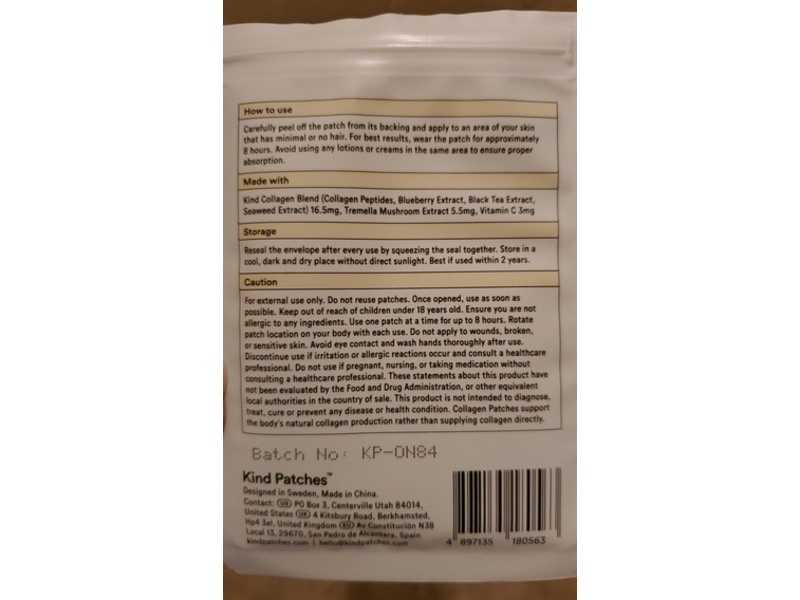 How to use
Carefully peel off the patch from its backing and apply to an area of your skin
that has minimal or no hair. For best results, wear the patch for approximately
8 hours. Avoid using any lotions or creams in the same area to ensure proper
absorption.
Made with
Kind Collagen Blend (Collagen Peptides, Blueberry Extract, Black Tea Extract,
Seaweed Extract) 16.5mg, Tremella Mushroom Extract 5.5mg, Vitamin C 3mg
Storage
Reseal the envelope after every use by squeezing the seal together. Store in a
cool, dark and dry place without direct sunlight. Best if used within 2 years.
Caution
For external use only. Do not reuse patches. Once opened, use as soon as
possible. Keep out of reach of children under 18 years old. Ensure you are not
allergic to any ingredients. Use one patch at a time for up to 8 hours. Rotate
patch location on your body with each use. Do not apply to wounds, broken,
or sensitive skin. Avoid eye contact and wash hands thoroughly after use.
Discontinue use if irritation or allergic reactions occur and consult a healthcare
professional. Do not use if pregnant, nursing, or taking medication without
consulting a healthcare professional. These statements about this product have
not been evaluated by the Food and Drug Administration, or other equivalent
local authorities in the country of sale. This product is not intended to diagnose,
treat, cure or prevent any disease or health condition. Collagen Patches support
the body's natural collagen production rather than supplying collagen directly.
Batch No: KP-ON84
Kind Patches™
Designed in Sweden, Made in China.
Contact: US PO Box 3, Centerville Utah 84014,
United States UK 4 Kitsbury Road, Berkhamsted,
Hp4 3el, United Kingdom EU Av Constitución N38
Local 13, 29670, San Pedro de Alcantara, Spain
kindpatches.com | hello@kindpatches.com
4 897135 180563